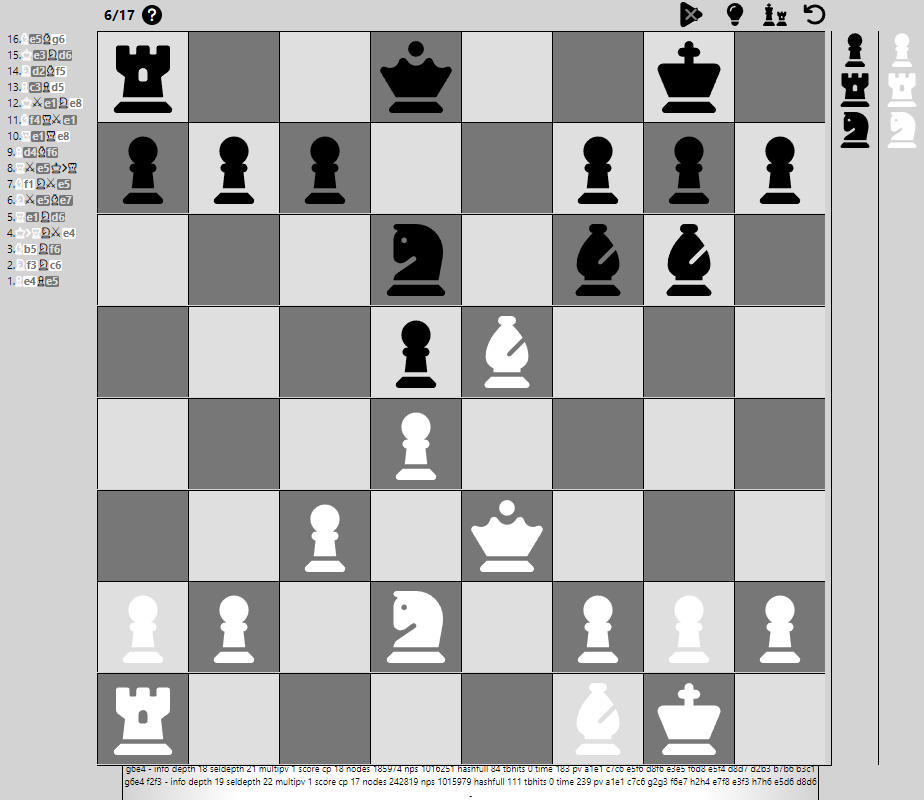 6/17 ?
16. e5 g6
15. e3 d6
14. d2 f5
13. c3 d5
12. ⚔ e1 e8
11. f4 ⚔ e1
10. e1 e8
9. d4 f6
8. ⚔ e5 >
7. f1 ⚔ e5
6. ⚔ e5 e7
5. e1 d6
4. > ⚔ e4
3. b5 f6
2. f3 c6
1. e4 e5
g6e4 - info depth 18 seldepth 21 multipv 1 score cp 18 nodes 185974 nps 1016251 hashfull 84 tbhits 0 time 183 pv a1e1 c7c6 e5f6 d8f6 e3e5 f6d8 e5f4 d8d7 d2b3 b7b6 b3c1
g6e4 f2f3 - info depth 19 seldepth 22 multipv 1 score cp 17 nodes 242819 nps 1015979 hashfull 111 tbhits 0 time 239 pv a1e1 c7c6 g2g3 f6e7 h2h4 e7f8 e3f3 h7h6 e5d6 d8d6